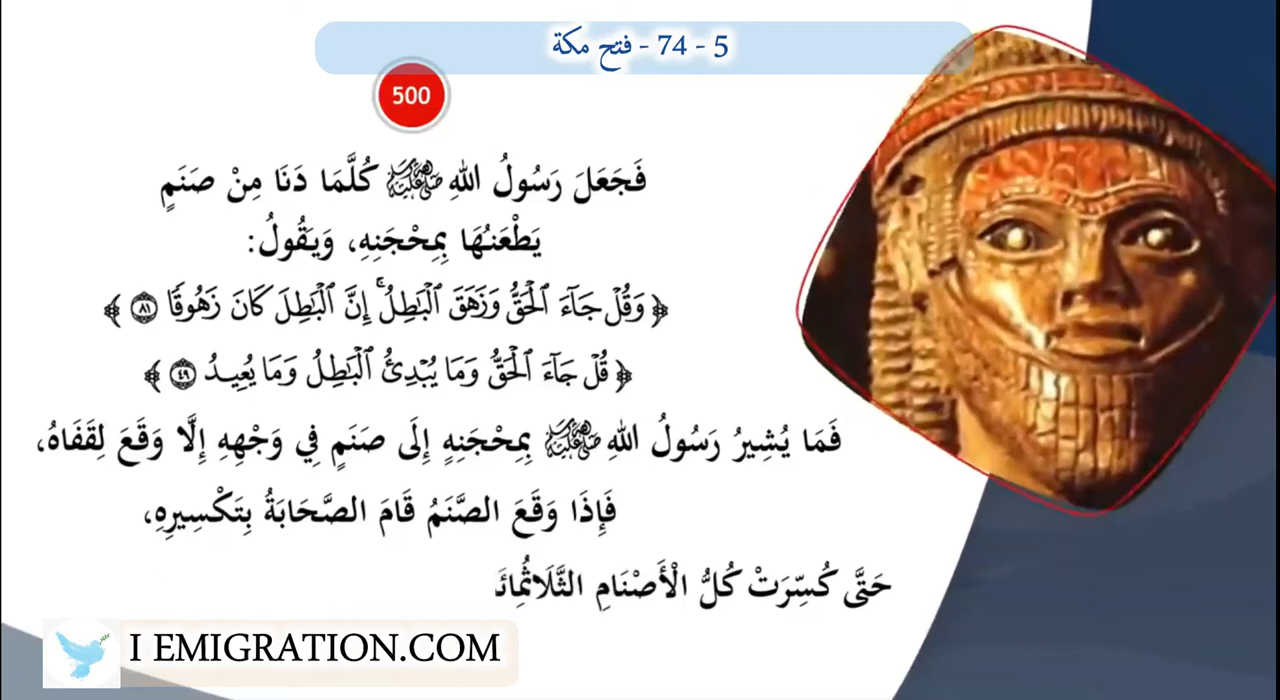 5 - 74 - فتح مكة
500
فَجَعَلَ رَسُولُ اللهِ ﷺ كُلَّمَا دَنَا مِنْ صَنَمٍ
يَطْعَنُهَا بِمِحْجَنِهِ، وَيَقُولُ:
﴿ وَقُلۡ جَآءَ ٱلۡحَقُّ وَزَهَقَ ٱلۡبَٰطِلُۚ إِنَّ ٱلۡبَٰطِلَ كَانَ زَهُوقٗا ٨١ ﴾
﴿ قُلۡ جَآءَ ٱلۡحَقُّ وَمَا يُبۡدِئُ ٱلۡبَٰطِلُ وَمَا يُعِيدُ ٤٩ ﴾
فَمَا يُشِيرُ رَسُولُ اللهِ ﷺ بِمِحْجَنِهِ إِلَى صَنَمٍ فِي وَجْهِهِ إِلَّا وَقَعَ لِقَفَاهُ،
فَإِذَا وَقَعَ الصَّنَمُ قَامَ الصَّحَابَةُ بِتَكْسِيرِهِ،
حَتَّى كُسِّرَتْ كُلُّ الْأَصْنَامِ الثَّلَاثُمِائَ
I EMIGRATION.COM